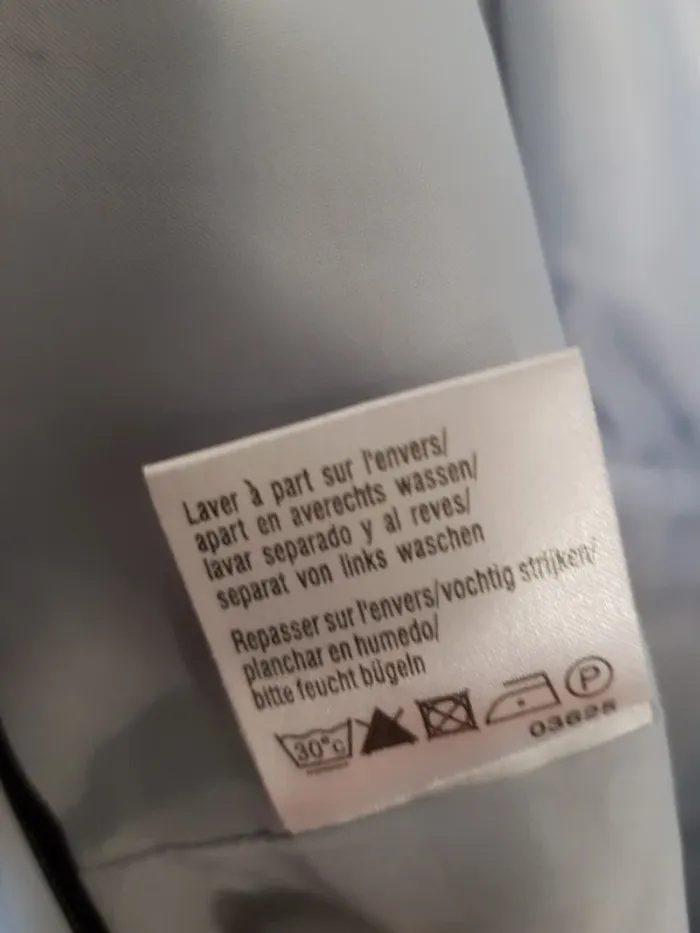 Laver à part sur l'envers/
apart en averechts wassen/
lavar separado y al reves/
separat von links waschen
Repasser sur l'envers/vochtig strijken/
planchar en humedo/
bitte feucht bügeln
30°c P
03625